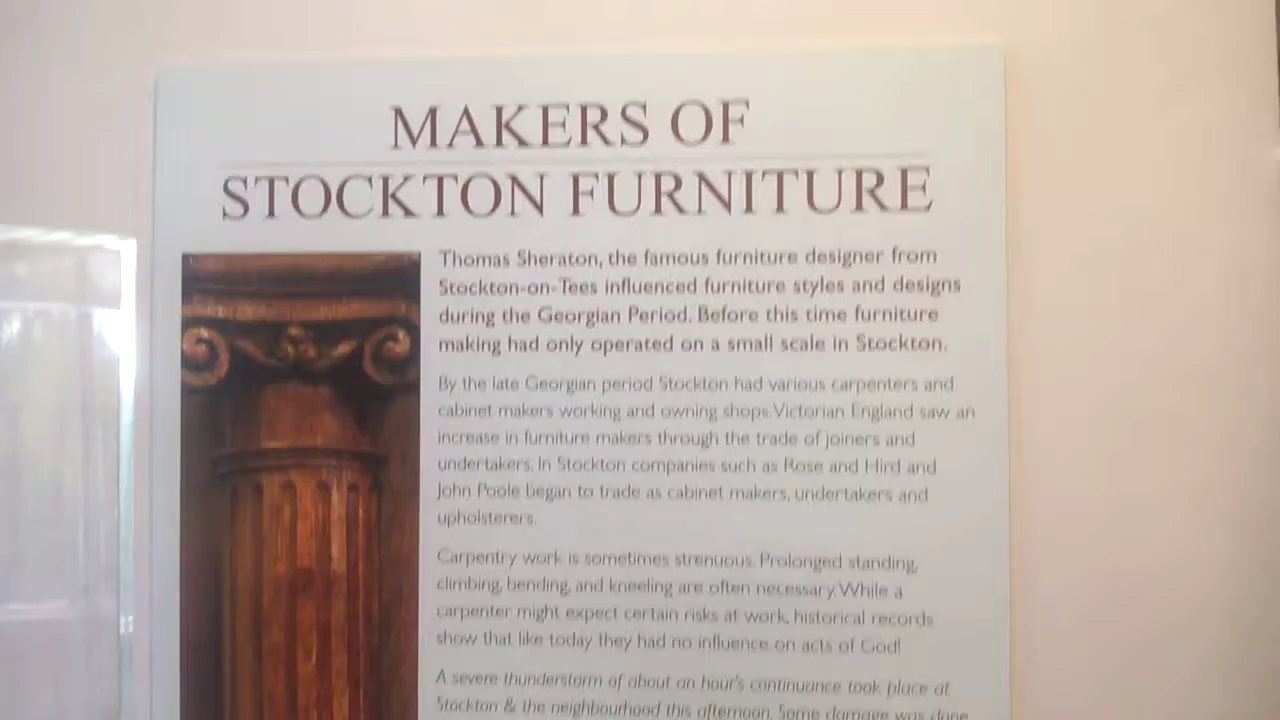 MAKERS OF
STOCKTON FURNITURE
Thomas Sheraton, the famous furniture designer from
Stockton-on-Tees influenced furniture styles and designs
during the Georgian Period. Before this time furniture
making had only operated on a small scale in Stockton.
By the late Georgian period Stockton had various carpenters and
cabinet makers working and owning shops. Victorian England saw an
increase in furniture makers through the trade of joiners and
undertakers. In Stockton companies such as Rose and Hird and
John Poole began to trade as cabinet makers, undertakers and
upholsterers.
Carpentry work is sometimes strenuous. Prolonged standing,
climbing, bending, and kneeling are often necessary. While a
carpenter might expect certain risks at work, historical records
show that like today they had no influence on acts of God!
A severe thunderstorm of about an hour's continuance took place at
Stockton & the neighbourhood this afternoon. Some damage was done